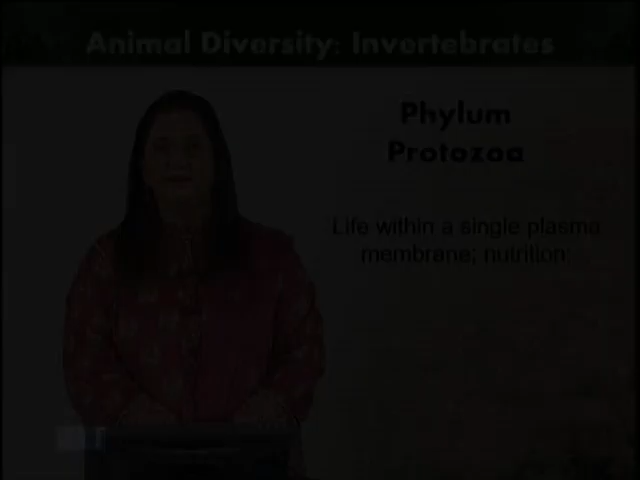 Animal Diversity: Invertebrates
Phylum
Protozoa
Life within a single plasma
membrane; nutrition: